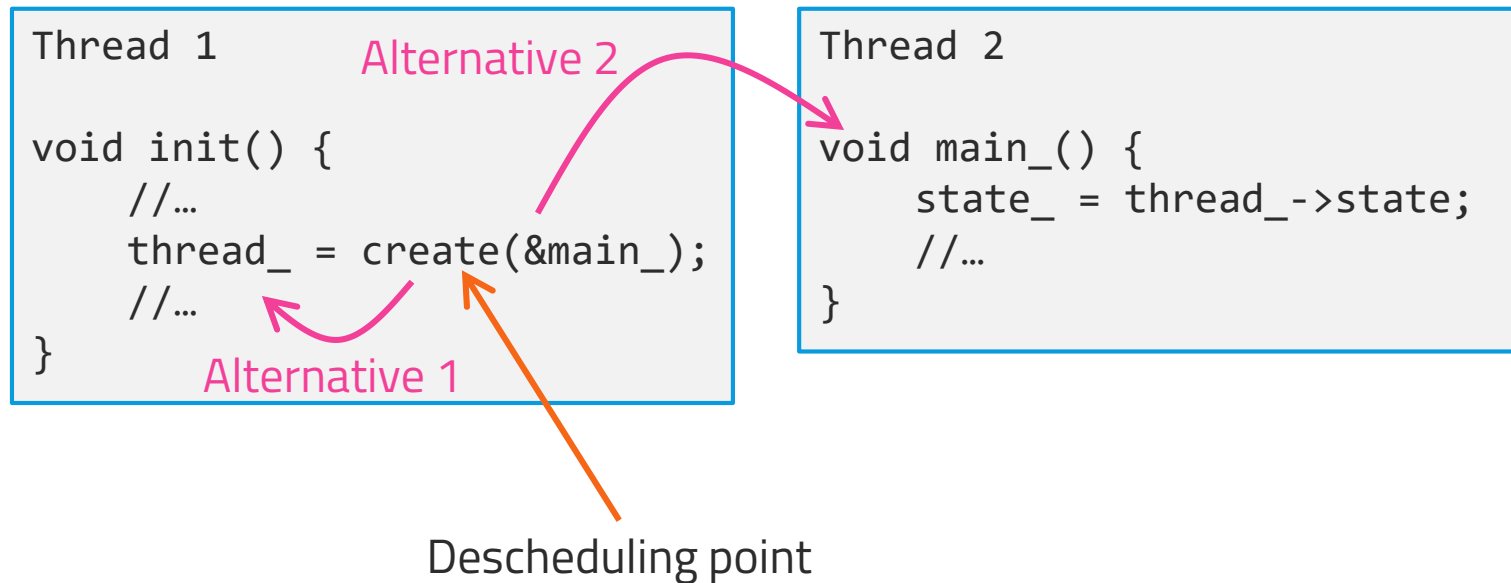 Thread 1
Alternative 2
void init() {
//…
thread_ = create(&main_);
//…
}
Alternative 1
Thread 2
void main_() {
state_ = thread_->state;
//…
}
Descheduling point